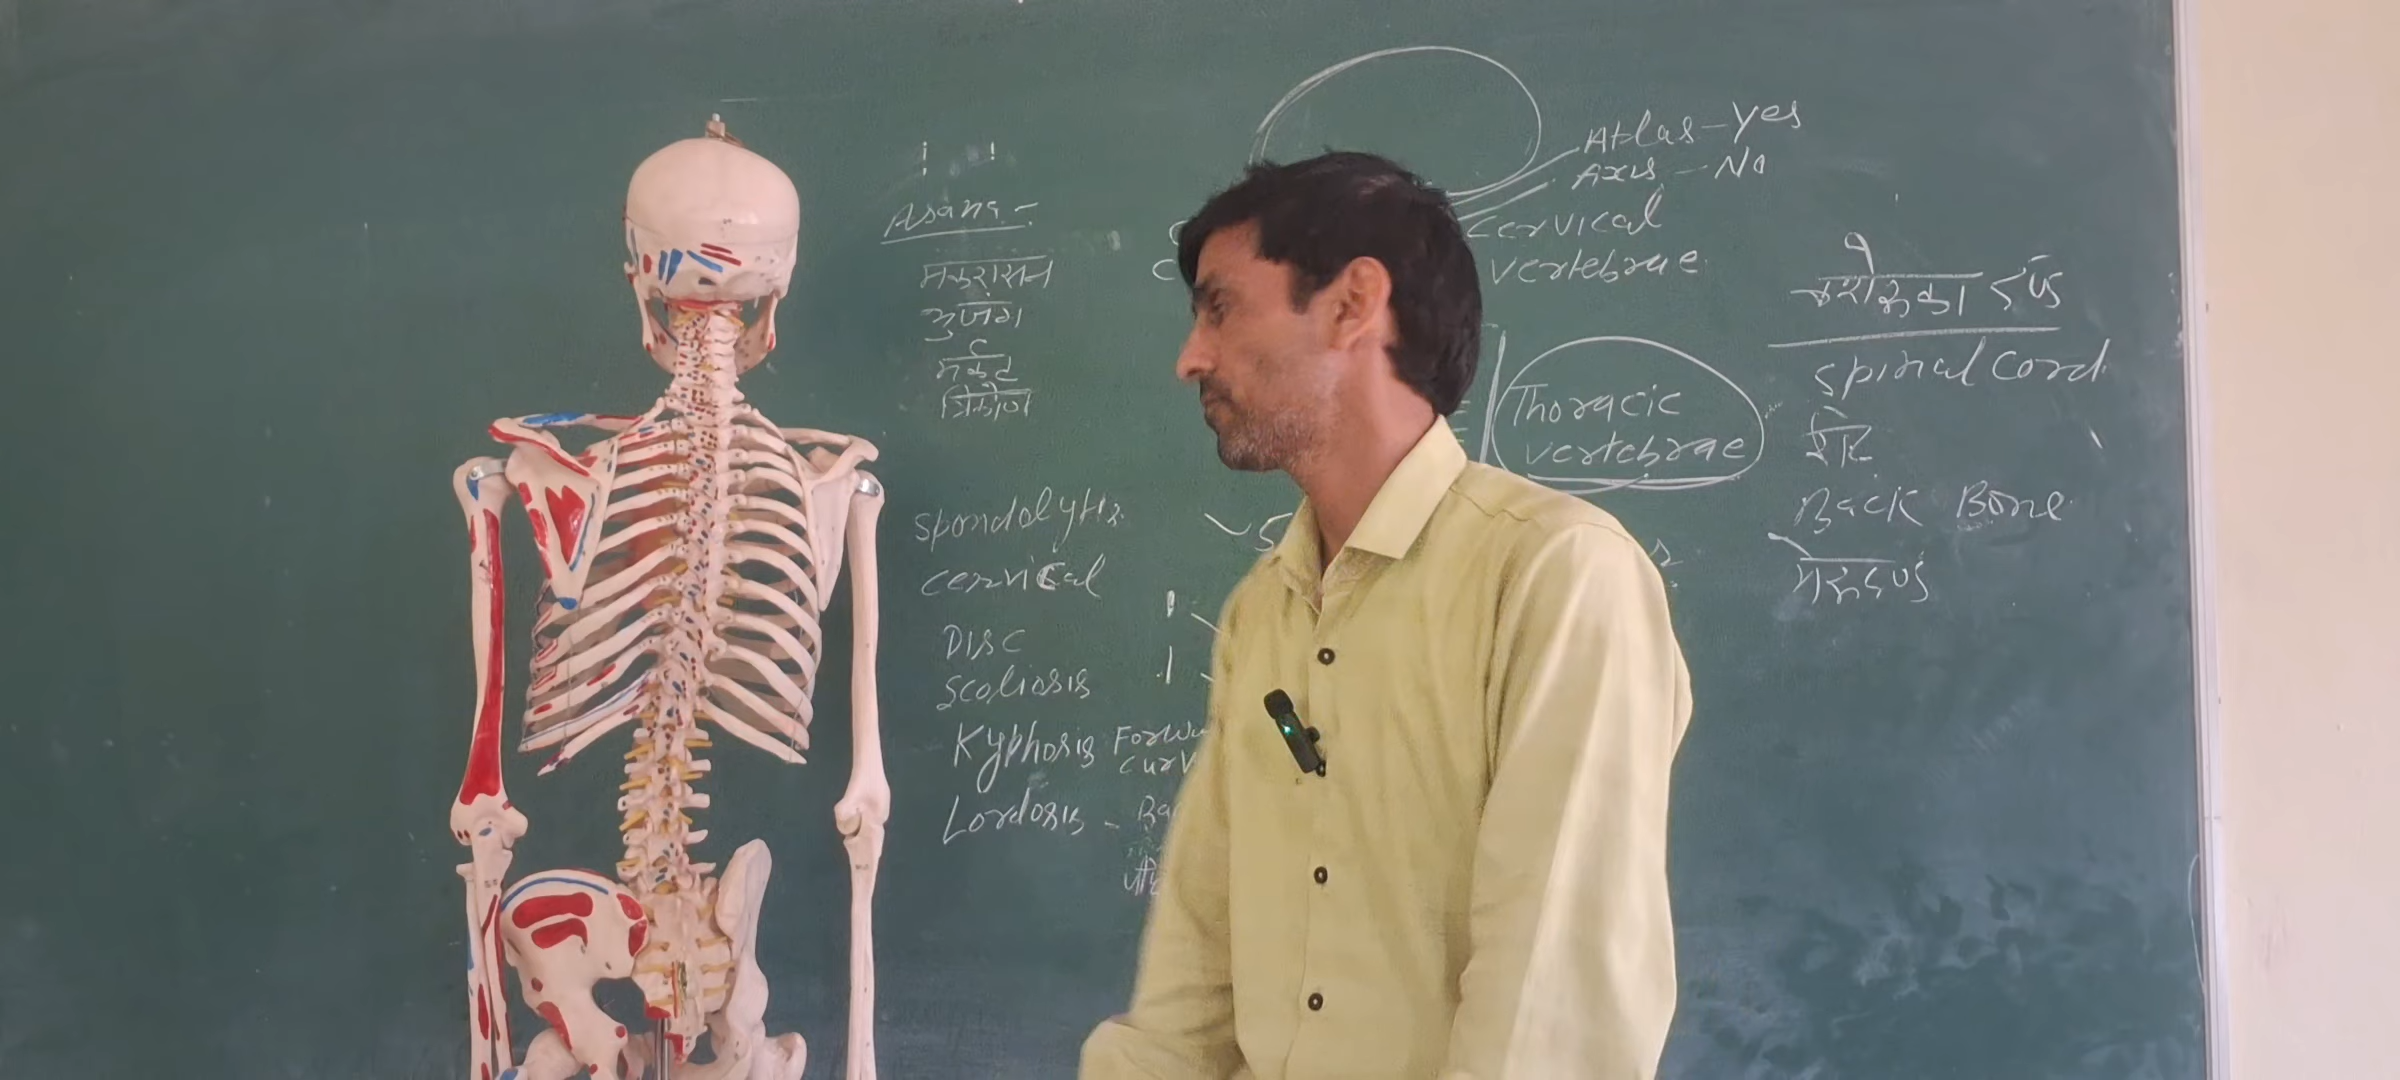 Asana -
मकरासन
भुजंग
मर्कट
त्रिकोण
Spondolytis
Cervical
Disc
Scoliosis
Kyphosis
Lordosis -
Atlas - Yes
Axis - No
Cervical
Vertebrae
Thoracic
vertebrae
कशेरूका दण्ड
Spinal Cord
रीढ़
Back Bone
मेरूदण्ड